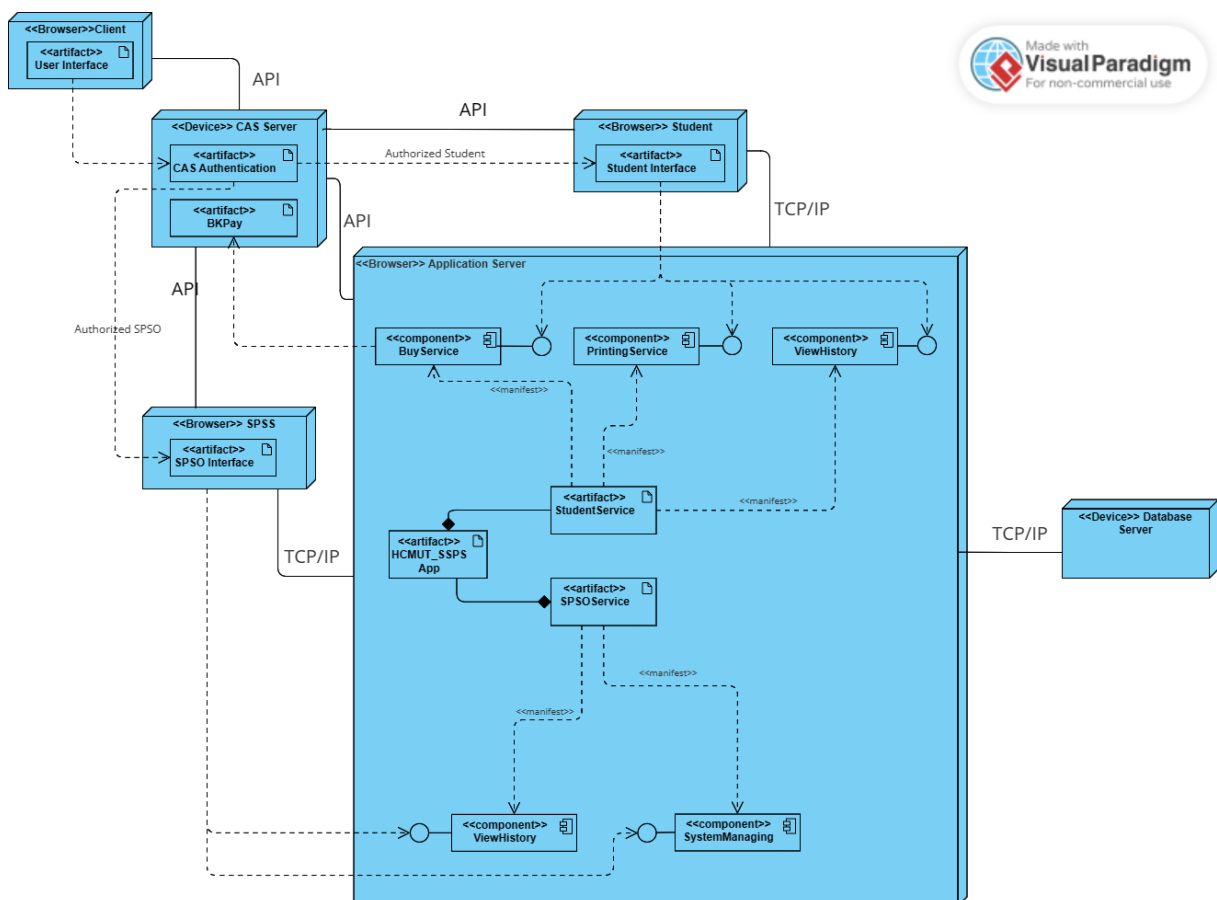 <<Browser>>Client
<<artifact>>
User Interface
API
Made with
VisualParadigm
For non-commercial use
<<Device>> CAS Server
<<artifact>>
CAS Authentication
<<artifact>>
BKPay
API
Authorized Student
<<Browser>> Student
<<artifact>>
Student Interface
TCP/IP
API
API
Authorized SPSO
<<Browser>> Application Server
<<component>>
BuyService
<<component>>
PrintingService
<<component>>
ViewHistory
<<manifest>>
<<manifest>>
<<manifest>>
<<Browser>> SPSS
<<artifact>>
SPSO Interface
TCP/IP
<<artifact>>
StudentService
<<artifact>>
HCMUT_SSPS
App
<<artifact>>
SPSOService
TCP/IP
<<Device>> Database
Server
<<manifest>>
<<manifest>>
<<component>>
ViewHistory
<<component>>
SystemManaging